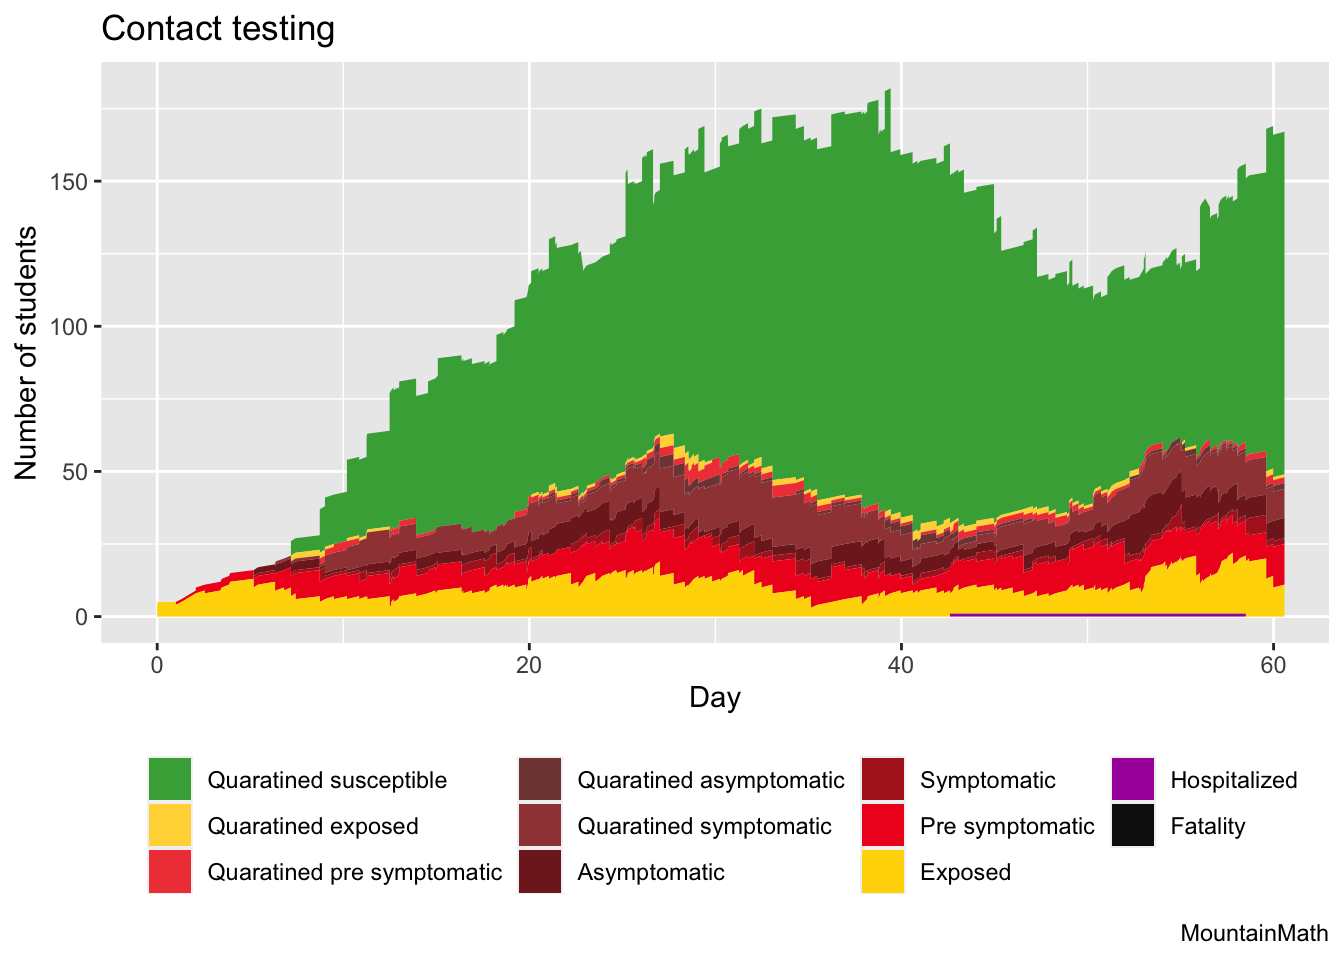 Contact testing
Number of students
150
100
50
0
0 20 40 60
Day
Quaratined susceptible Quaratined asymptomatic Symptomatic Hospitalized
Quaratined exposed Quaratined symptomatic Pre symptomatic Fatality
Quaratined pre symptomatic Asymptomatic Exposed
MountainMath